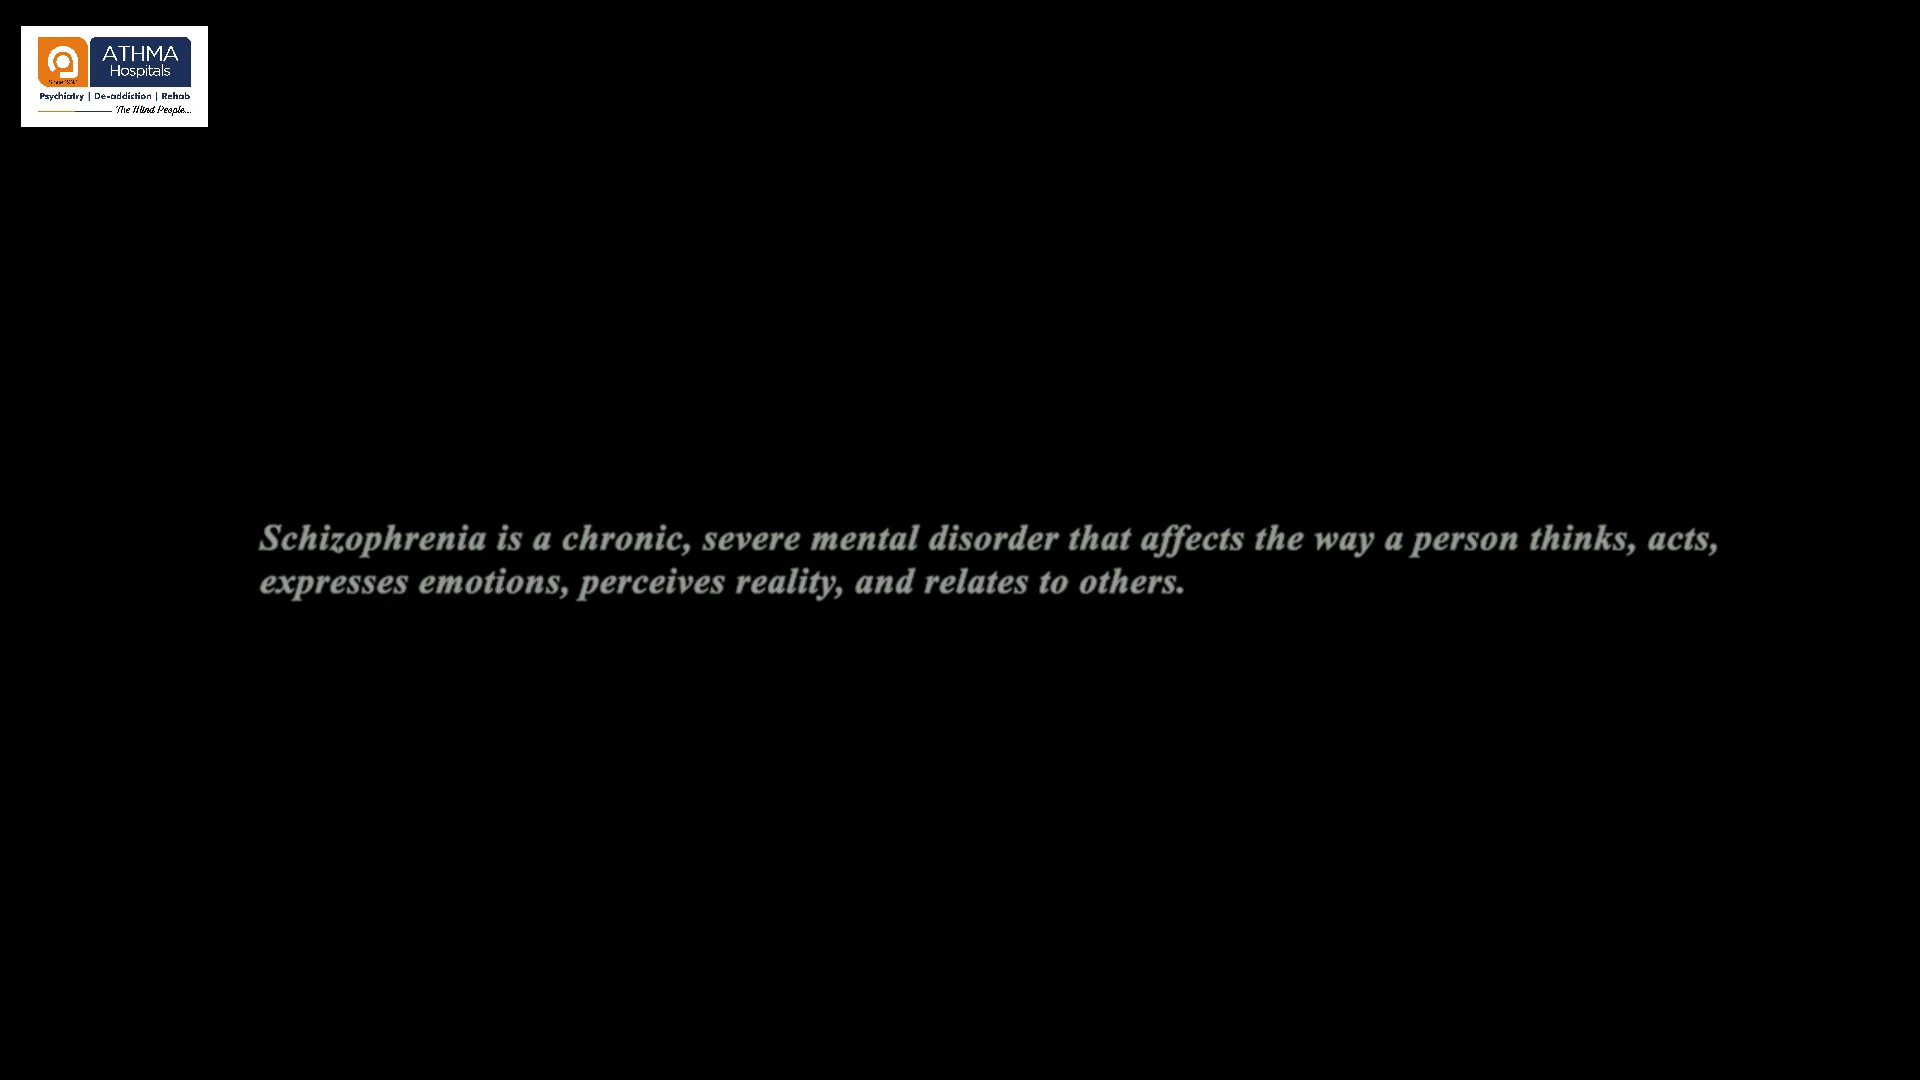 ATHMA
Hospitals
Psychiatry | De-addiction | Rehab
The Mind People...
Schizophrenia is a chronic, severe mental disorder that affects the way a person thinks, acts,
expresses emotions, perceives reality, and relates to others.